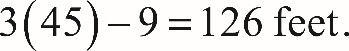 3(45) − 9 = 126 feet.